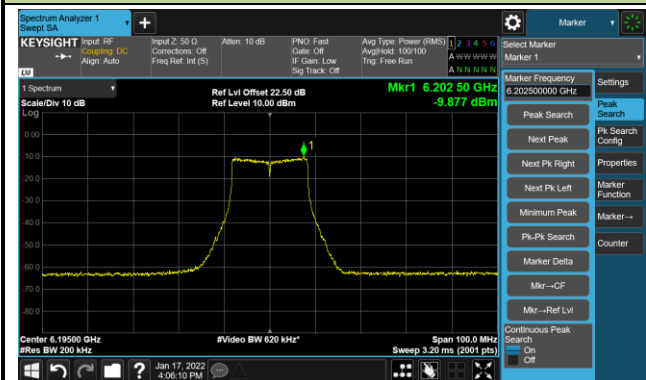 Spectrum Analyzer 1
Swept SA
Marker
KEYSIGHT
Input: RF
Coupling: DC
Align: Auto
Input Z: 50 Ω
Corrections: Off
Freq Ref: Int (S)
Atten: 10 dB
PNO: Fast
Gate: Off
IF Gain: Low
Sig Track: Off
Avg Type: Power (RMS)
Avg|Hold: 100/100
Trig: Free Run
1 2 3 4 5 6
A W W W W W
A N N N N N
LXI
Select Marker
Marker 1
1 Spectrum
Scale/Div 10 dB
Log
Ref Lvl Offset 22.50 dB
Ref Level 10.00 dBm
Mkr1 6.202 50 GHz
-9.877 dBm
Marker Frequency
6.202500000 GHz
Settings
Peak Search
Peak
Search
Next Peak
Pk Search
Config
Next Pk Right
Properties
Next Pk Left
Marker
Function
Minimum Peak
Marker→
Pk-Pk Search
Counter
Marker Delta
Mkr→CF
Mkr→Ref Lvl
Continuous Peak
Search
On
Off
1
0.00
-10.0
-20.0
-30.0
-40.0
-50.0
-60.0
-70.0
-80.0
Center 6.19500 GHz
#Res BW 200 kHz
#Video BW 620 kHz*
Span 100.0 MHz
Sweep 3.20 ms (2001 pts)
Jan 17, 2022
4:06:10 PM